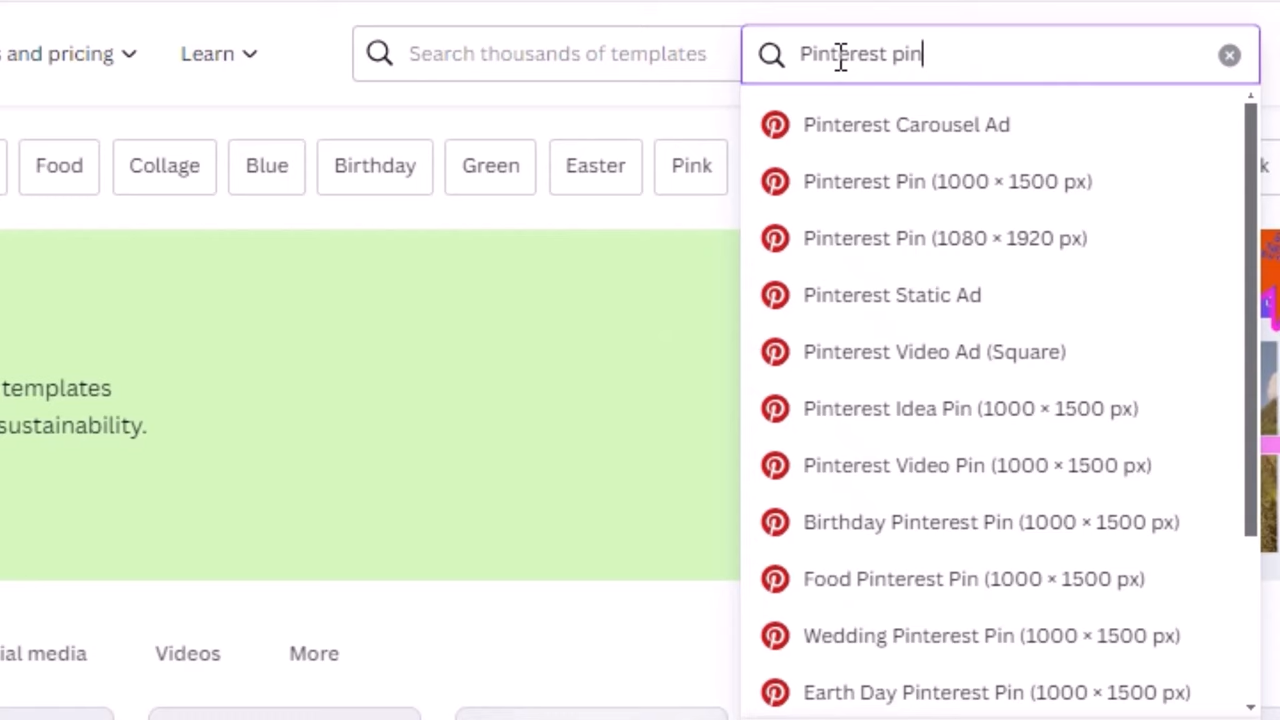 s and pricing
Learn
Search thousands of templates
Pinterest pin
Food
Collage
Blue
Birthday
Green
Easter
Pink
k
Pinterest Carousel Ad
Pinterest Pin (1000 × 1500 px)
Pinterest Pin (1080 × 1920 px)
Pinterest Static Ad
Pinterest Video Ad (Square)
Pinterest Idea Pin (1000 × 1500 px)
Pinterest Video Pin (1000 × 1500 px)
Birthday Pinterest Pin (1000 × 1500 px)
Food Pinterest Pin (1000 × 1500 px)
Wedding Pinterest Pin (1000 × 1500 px)
Earth Day Pinterest Pin (1000 × 1500 px)
templates
sustainability.
ial media
Videos
More